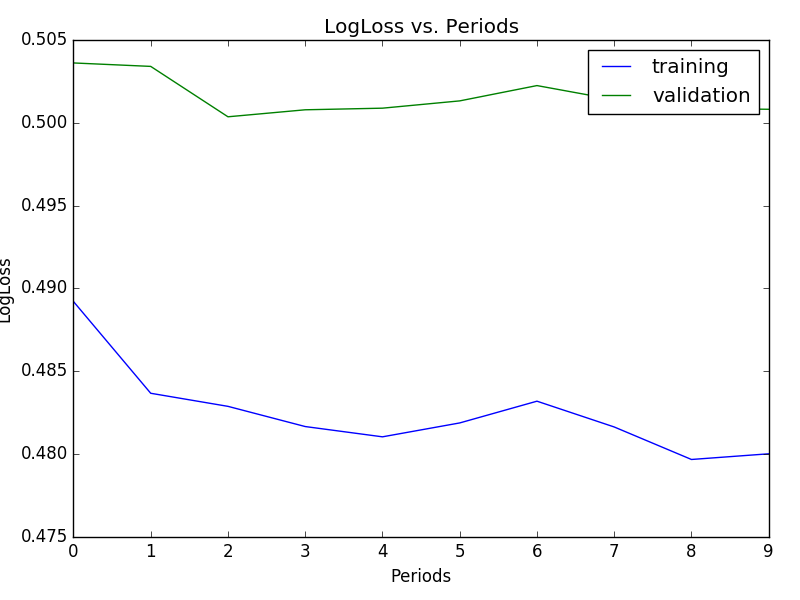 LogLoss vs. Periods
0.505
0.500
0.495
0.490
0.485
0.480
0.475
LogLoss
training
validation
0 1 2 3 4 5 6 7 8 9
Periods